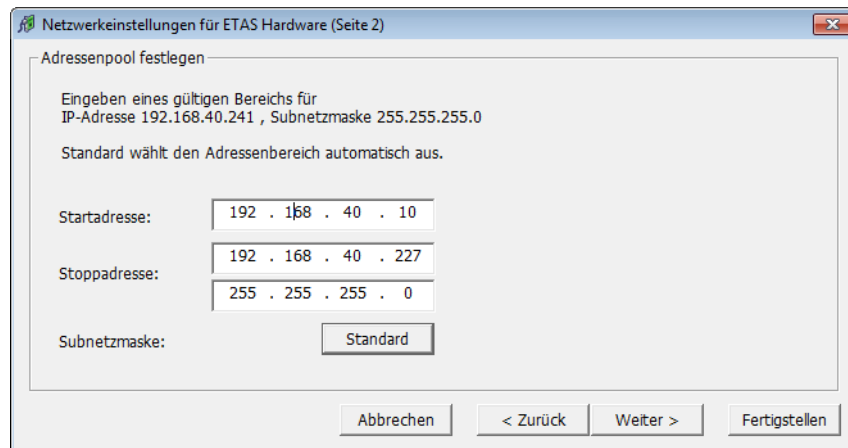 Netzwerkeinstellungen für ETAS Hardware (Seite 2)
Adressenpool festlegen
Eingeben eines gültigen Bereichs für
IP-Adresse 192.168.40.241 , Subnetzmaske 255.255.255.0
Standard wählt den Adressenbereich automatisch aus.
Startadresse: 192 . 168 . 40 . 10
192 . 168 . 40 . 227
Stoppadresse:
255 . 255 . 255 . 0
Subnetzmaske: Standard
Abbrechen < Zurück Weiter > Fertigstellen